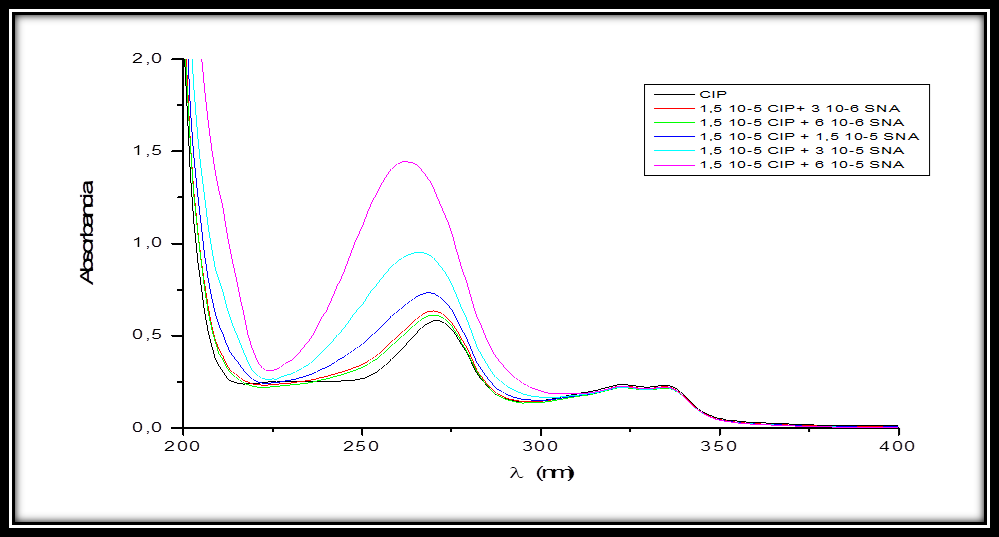 2,0
1,5
1,0
0,5
0,0
Absorbancia
200
250
300
350
400
λ (nm)
CIP
1,5 10-5 CIP+ 3 10-6 SNA
1,5 10-5 CIP + 6 10-6 SNA
1,5 10-5 CIP + 1,5 10-5 SNA
1,5 10-5 CIP + 3 10-5 SNA
1,5 10-5 CIP + 6 10-5 SNA